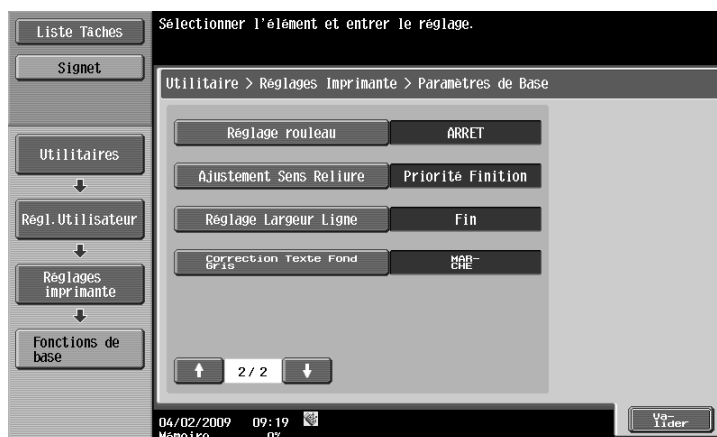 Liste Tâches
Signet
Utilitaires
Régl.Utilisateur
Réglages
imprimante
Fonctions de
base
Sélectionner l'élément et entrer le réglage.
Utilitaire > Réglages Imprimante > Paramètres de Base
Réglage rouleau
ARRET
Ajustement Sens Reliure
Priorité Finition
Réglage Largeur Ligne
Fin
Correction Texte Fond
Gris
MAR-
CHE
2/2
04/02/2009 09:19
Mémoire 0%
Va-
lider